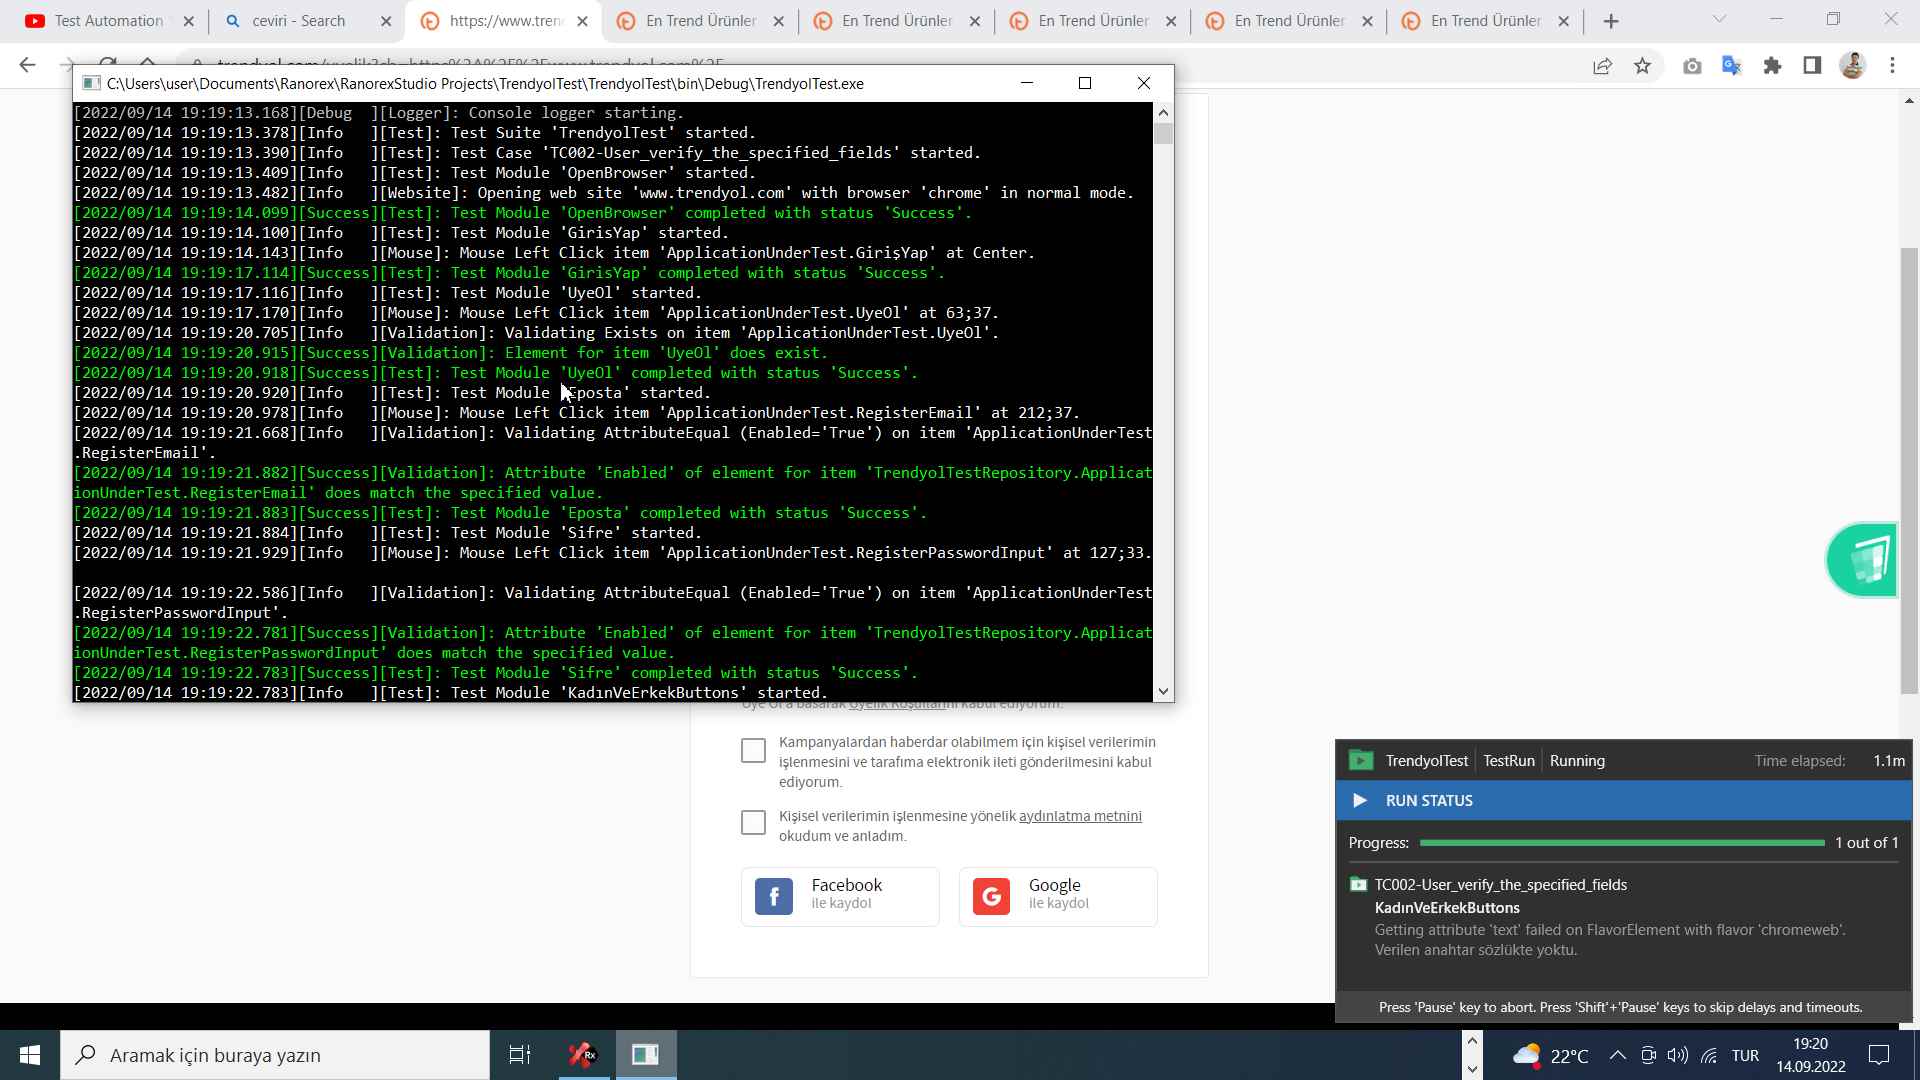 Test Automation
ceviri - Search
https://www.tren
En Trend Ürünler
En Trend Ürünler
En Trend Ürünler
En Trend Ürünler
En Trend Ürünler
C:\Users\user\Documents\Ranorex\RanorexStudio Projects\TrendyolTest\TrendyolTest\bin\Debug\TrendyolTest.exe
[2022/09/14 19:19:13.168][Debug  ][Logger]: Console logger starting.
[2022/09/14 19:19:13.378][Info   ][Test]: Test Suite 'TrendyolTest' started.
[2022/09/14 19:19:13.390][Info   ][Test]: Test Case 'TC002-User_verify_the_specified_fields' started.
[2022/09/14 19:19:13.409][Info   ][Test]: Test Module 'OpenBrowser' started.
[2022/09/14 19:19:13.482][Info   ][Website]: Opening web site 'www.trendyol.com' with browser 'chrome' in normal mode.
[2022/09/14 19:19:14.099][Success][Test]: Test Module 'OpenBrowser' completed with status 'Success'.
[2022/09/14 19:19:14.100][Info   ][Test]: Test Module 'GirisYap' started.
[2022/09/14 19:19:14.143][Info   ][Mouse]: Mouse Left Click item 'ApplicationUnderTest.GirişYap' at Center.
[2022/09/14 19:19:17.114][Success][Test]: Test Module 'GirisYap' completed with status 'Success'.
[2022/09/14 19:19:17.116][Info   ][Test]: Test Module 'UyeOl' started.
[2022/09/14 19:19:17.170][Info   ][Mouse]: Mouse Left Click item 'ApplicationUnderTest.UyeOl' at 63;37.
[2022/09/14 19:19:20.705][Info   ][Validation]: Validating Exists on item 'ApplicationUnderTest.UyeOl'.
[2022/09/14 19:19:20.915][Success][Validation]: Element for item 'UyeOl' does exist.
[2022/09/14 19:19:20.918][Success][Test]: Test Module 'UyeOl' completed with status 'Success'.
[2022/09/14 19:19:20.920][Info   ][Test]: Test Module 'Eposta' started.
[2022/09/14 19:19:20.978][Info   ][Mouse]: Mouse Left Click item 'ApplicationUnderTest.RegisterEmail' at 212;37.
[2022/09/14 19:19:21.668][Info   ][Validation]: Validating AttributeEqual (Enabled='True') on item 'ApplicationUnderTest
.RegisterEmail'.
[2022/09/14 19:19:21.882][Success][Validation]: Attribute 'Enabled' of element for item 'TrendyolTestRepository.Applicat
ionUnderTest.RegisterEmail' does match the specified value.
[2022/09/14 19:19:21.883][Success][Test]: Test Module 'Eposta' completed with status 'Success'.
[2022/09/14 19:19:21.884][Info   ][Test]: Test Module 'Sifre' started.
[2022/09/14 19:19:21.929][Info   ][Mouse]: Mouse Left Click item 'ApplicationUnderTest.RegisterPasswordInput' at 127;33.
[2022/09/14 19:19:22.586][Info   ][Validation]: Validating AttributeEqual (Enabled='True') on item 'ApplicationUnderTest
.RegisterPasswordInput'.
[2022/09/14 19:19:22.781][Success][Validation]: Attribute 'Enabled' of element for item 'TrendyolTestRepository.Applicat
ionUnderTest.RegisterPasswordInput' does match the specified value.
[2022/09/14 19:19:22.783][Success][Test]: Test Module 'Sifre' completed with status 'Success'.
[2022/09/14 19:19:22.783][Info   ][Test]: Test Module 'KadınVeErkekButtons' started.
Üye Ol'a basarak Üyelik Koşullarını kabul ediyorum.
Kampanyalardan haberdar olabilmem için kişisel verilerimin
işlenmesini ve tarafıma elektronik ileti gönderilmesini kabul
ediyorum.
Kişisel verilerimin işlenmesine yönelik aydınlatma metnini
okudum ve anladım.
Facebook
ile kaydol
Google
ile kaydol
TrendyolTest TestRun Running Time elapsed: 1.1m
RUN STATUS
Progress: 1 out of 1
TC002-User_verify_the_specified_fields
KadınVeErkekButtons
Getting attribute 'text' failed on FlavorElement with flavor 'chromeweb'.
Verilen anahtar sözlükte yoktu.
Press 'Pause' key to abort. Press 'Shift'+'Pause' keys to skip delays and timeouts.
Aramak için buraya yazın
Rx
22°C
TUR
19:20
14.09.2022